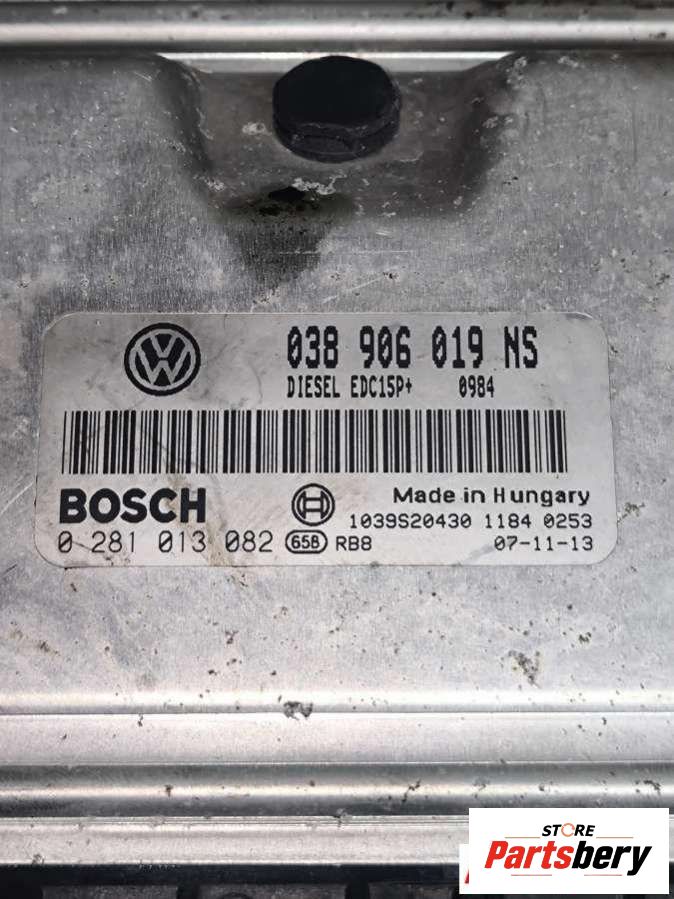 038 906 019 NS
DIESEL EDC15P+ 0984
BOSCH
Made in Hungary
1039S20430 1184 0253
0 281 013 082 658 RB8 07-11-13
STORE
Partsbery